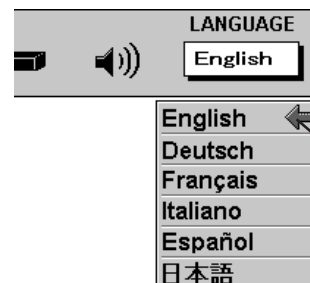 LANGUAGE
English
English
Deutsch
Français
Italiano
Español
日本語